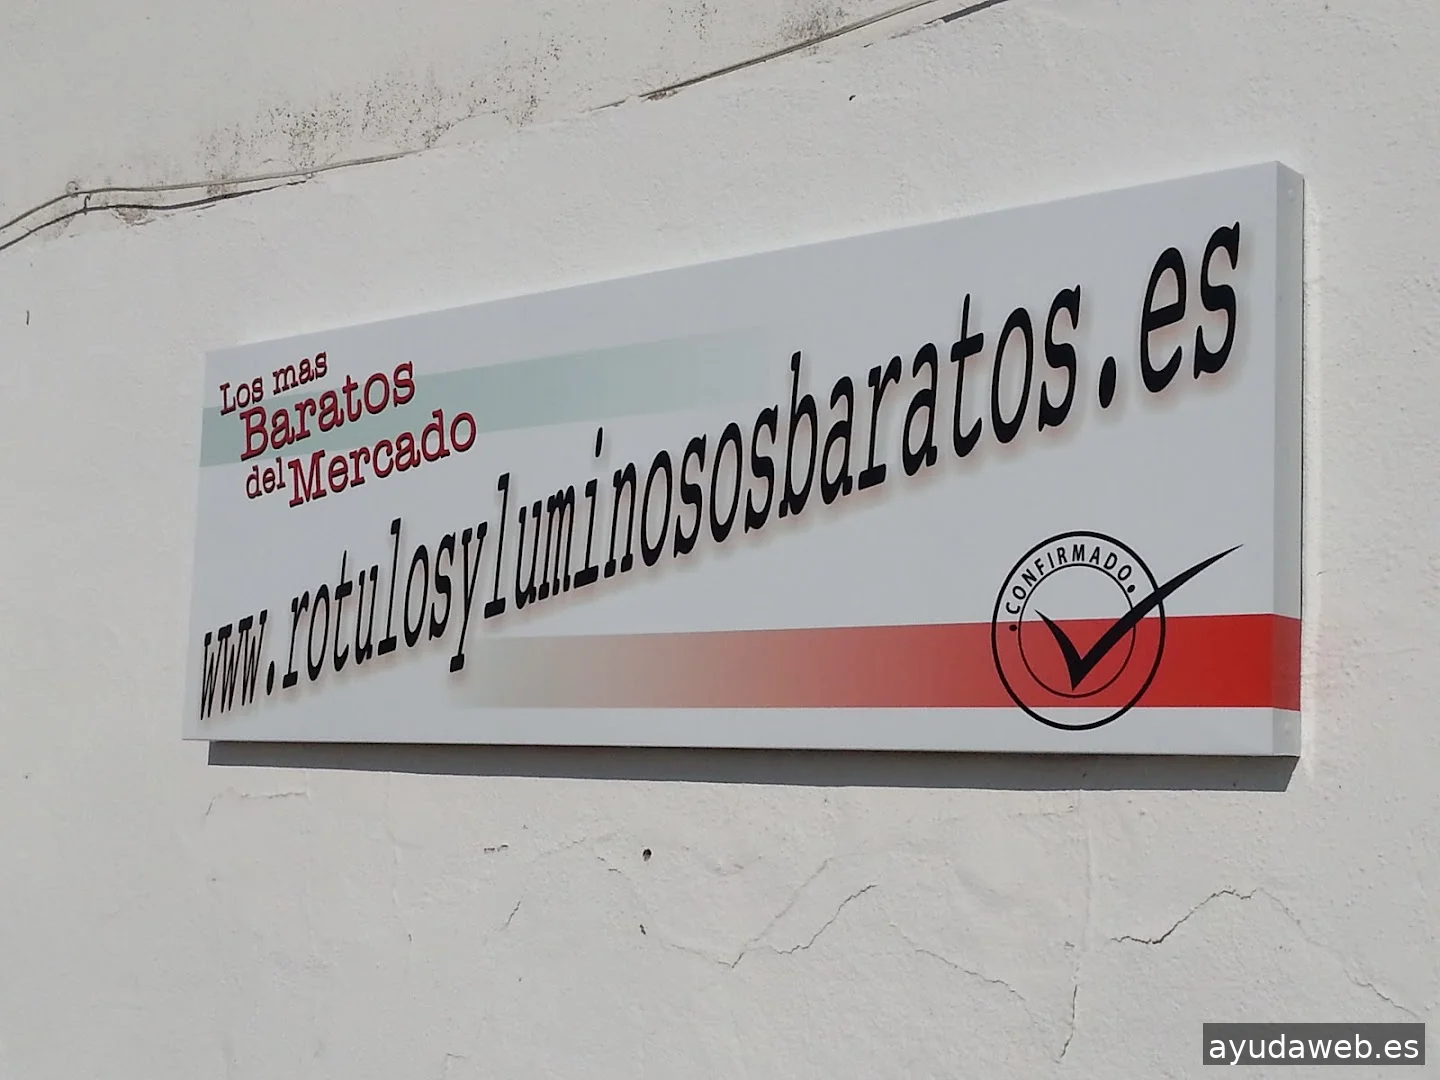 Los mas
Baratos
del Mercado
www.rotulosyluminososbaratos.es
CONFIRMADO
ayudaweb.es